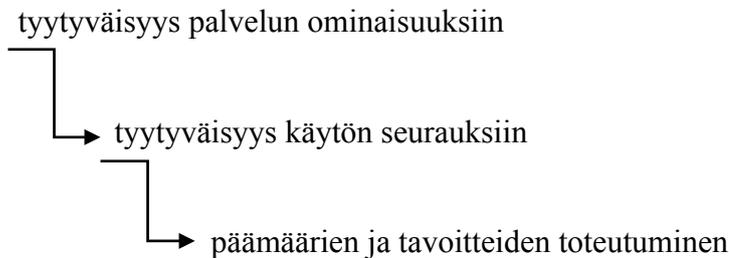 tyytyväisyys palvelun ominaisuuksiin
tyytyväisyys käytön seurauksiin
päämäärien ja tavoitteiden toteutuminen